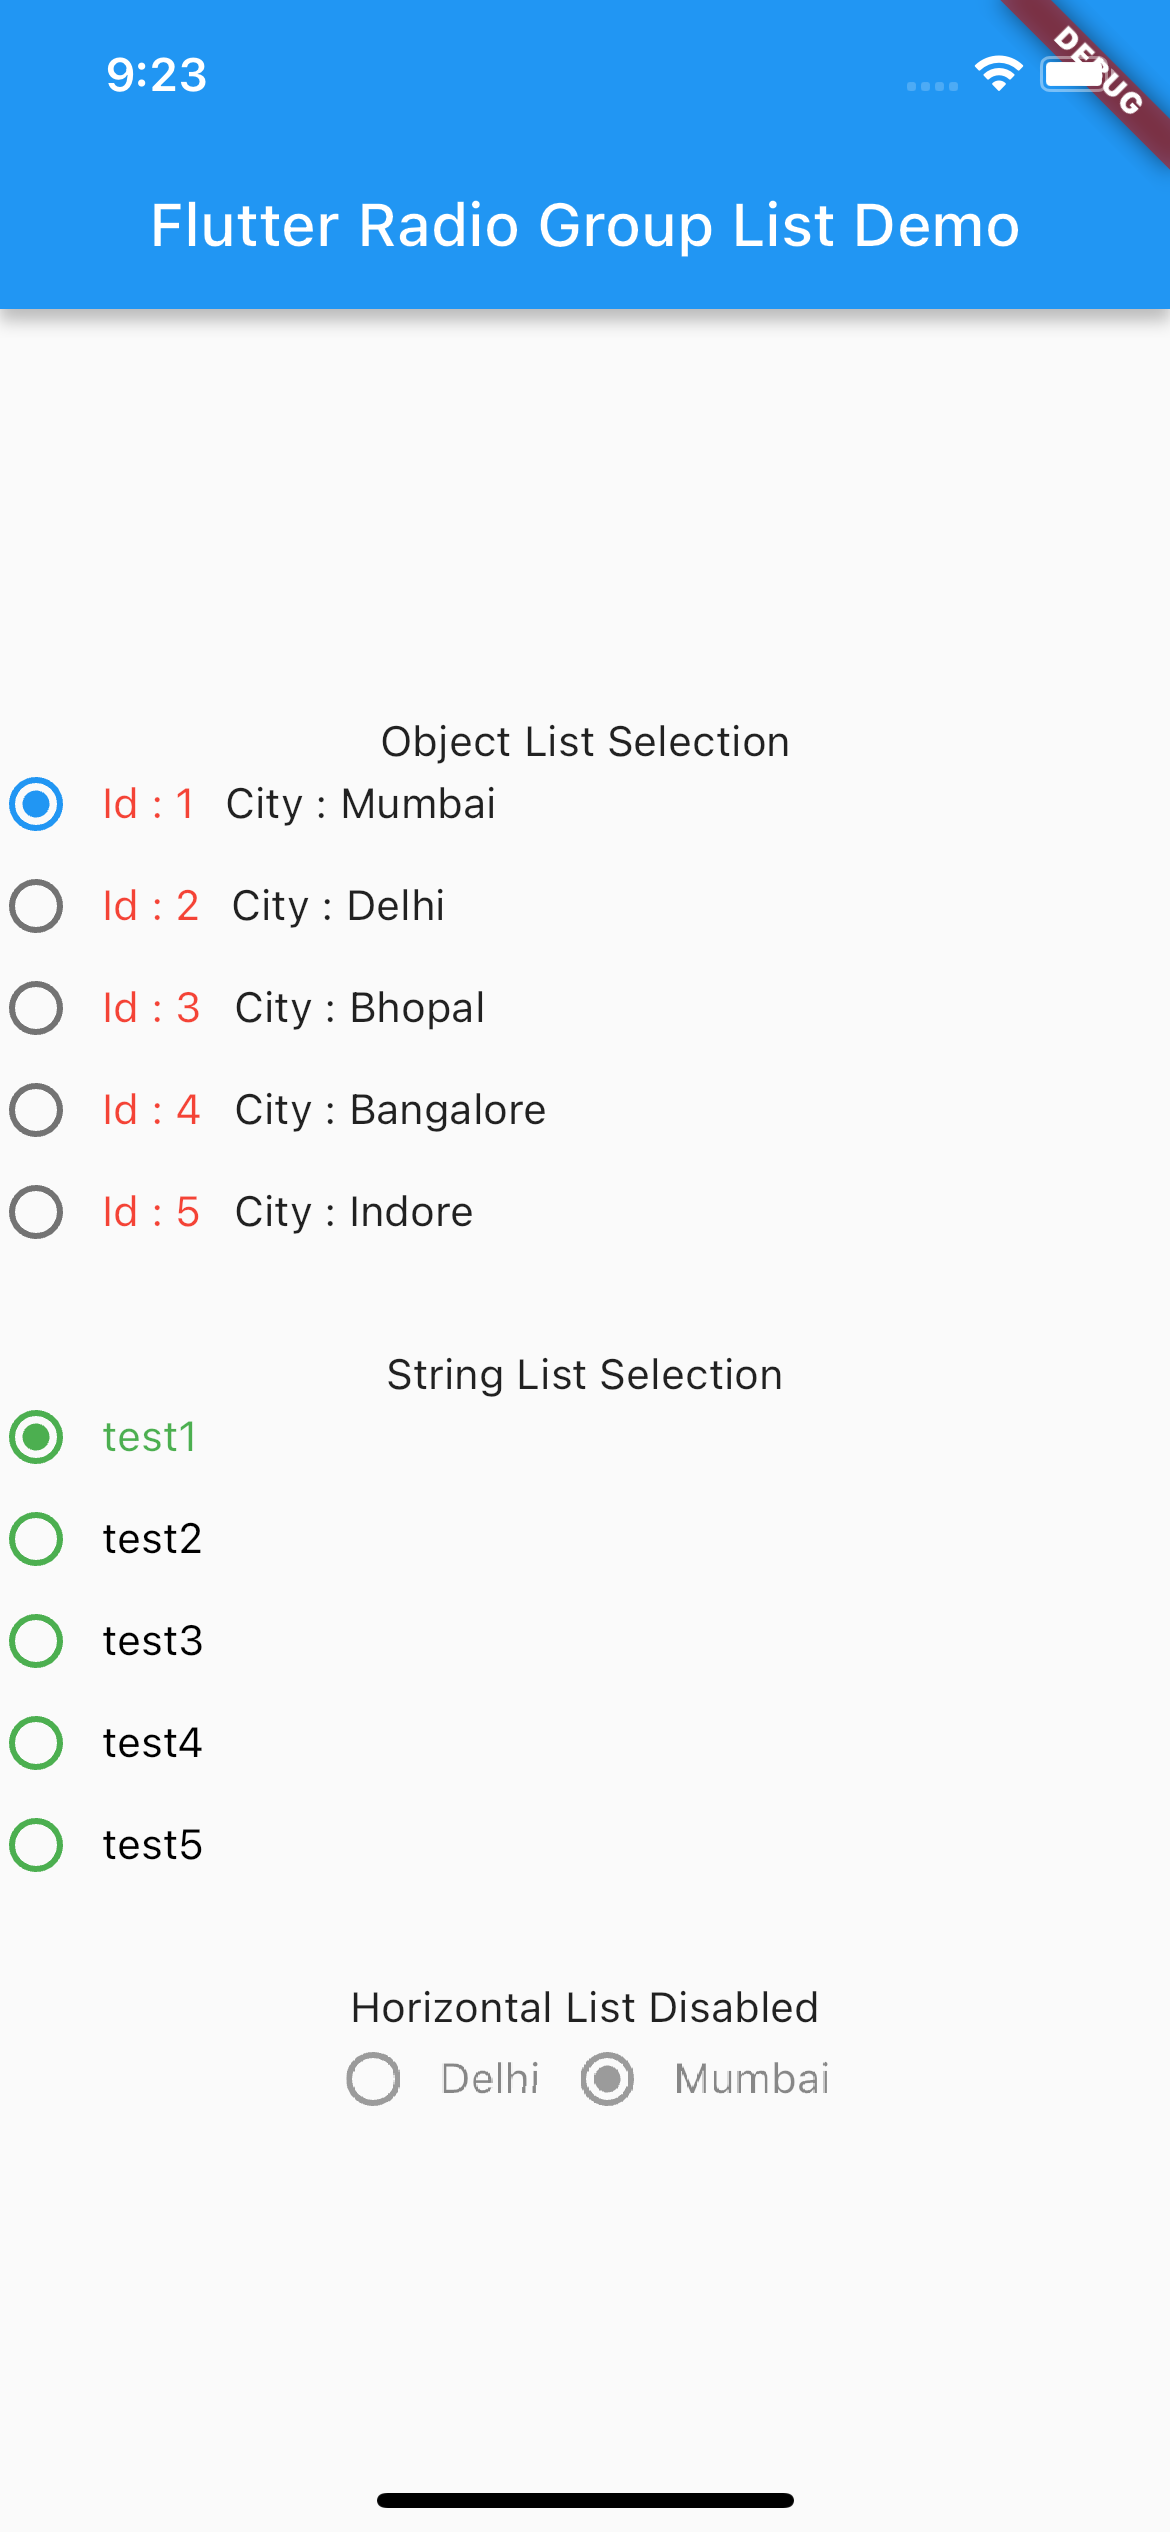 9:23
DEBUG
Flutter Radio Group List Demo
Object List Selection
Id : 1 City : Mumbai
Id : 2 City : Delhi
Id : 3 City : Bhopal
Id : 4 City : Bangalore
Id : 5 City : Indore
String List Selection
test1
test2
test3
test4
test5
Horizontal List Disabled
Delhi Mumbai